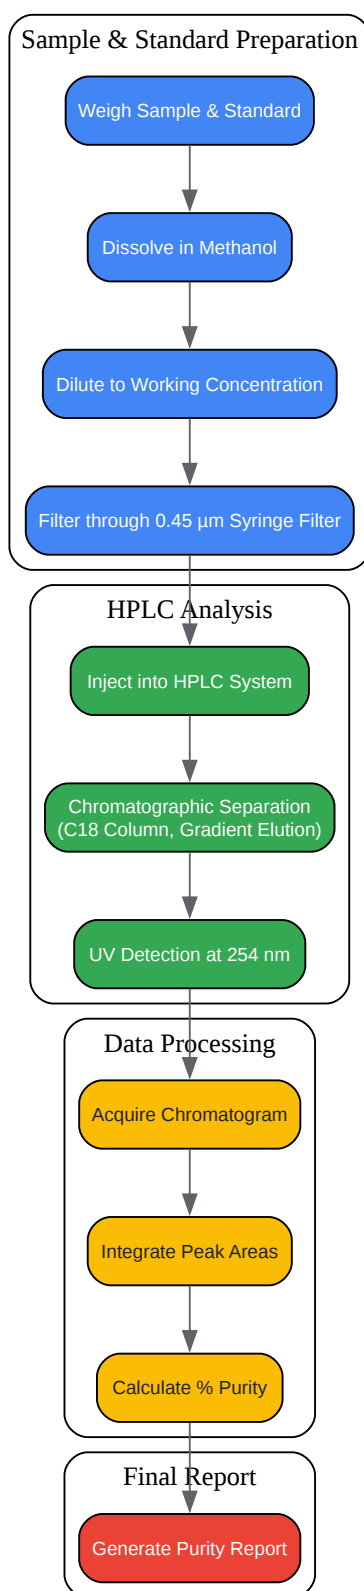 Sample & Standard Preparation
Weigh Sample & Standard
Dissolve in Methanol
Dilute to Working Concentration
Filter through 0.45 µm Syringe Filter
HPLC Analysis
Inject into HPLC System
Chromatographic Separation
(C18 Column, Gradient Elution)
UV Detection at 254 nm
Data Processing
Acquire Chromatogram
Integrate Peak Areas
Calculate % Purity
Final Report
Generate Purity Report